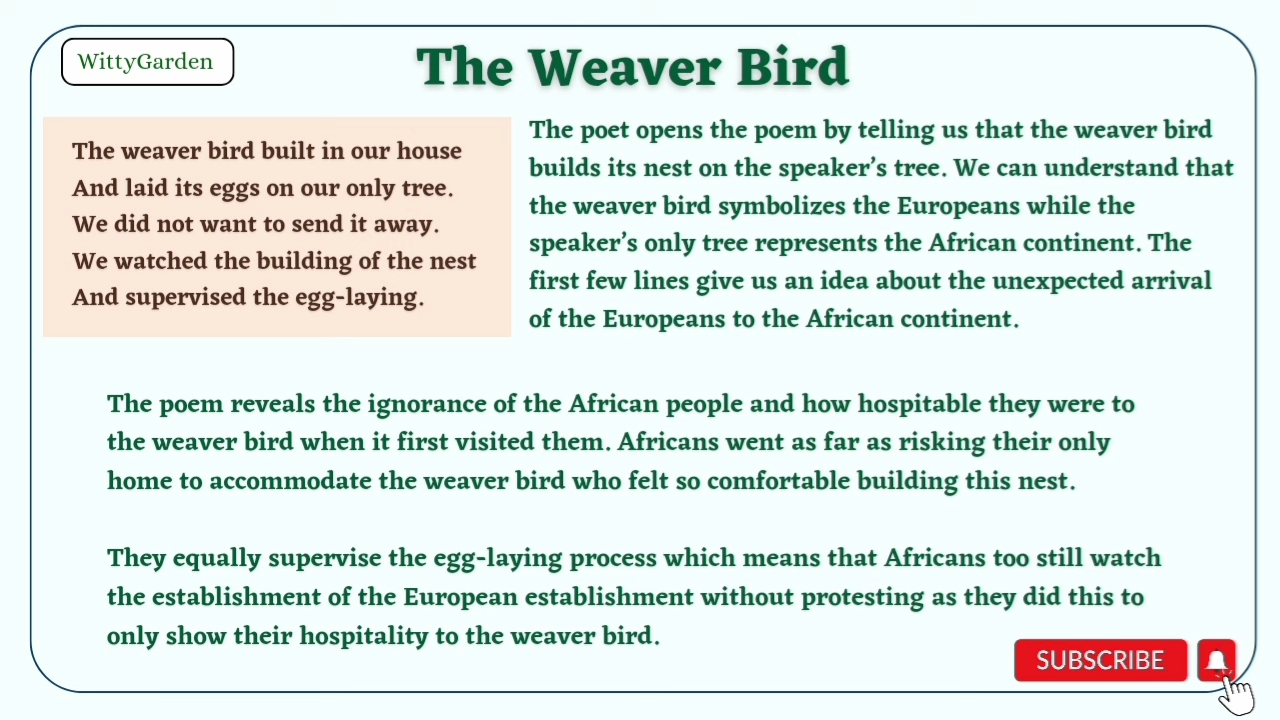 WittyGarden
The Weaver Bird
The weaver bird built in our house
And laid its eggs on our only tree.
We did not want to send it away.
We watched the building of the nest
And supervised the egg-laying.
The poet opens the poem by telling us that the weaver bird
builds its nest on the speaker's tree. We can understand that
the weaver bird symbolizes the Europeans while the
speaker's only tree represents the African continent. The
first few lines give us an idea about the unexpected arrival
of the Europeans to the African continent.
The poem reveals the ignorance of the African people and how hospitable they were to
the weaver bird when it first visited them. Africans went as far as risking their only
home to accommodate the weaver bird who felt so comfortable building this nest.
They equally supervise the egg-laying process which means that Africans too still watch
the establishment of the European establishment without protesting as they did this to
only show their hospitality to the weaver bird.
SUBSCRIBE